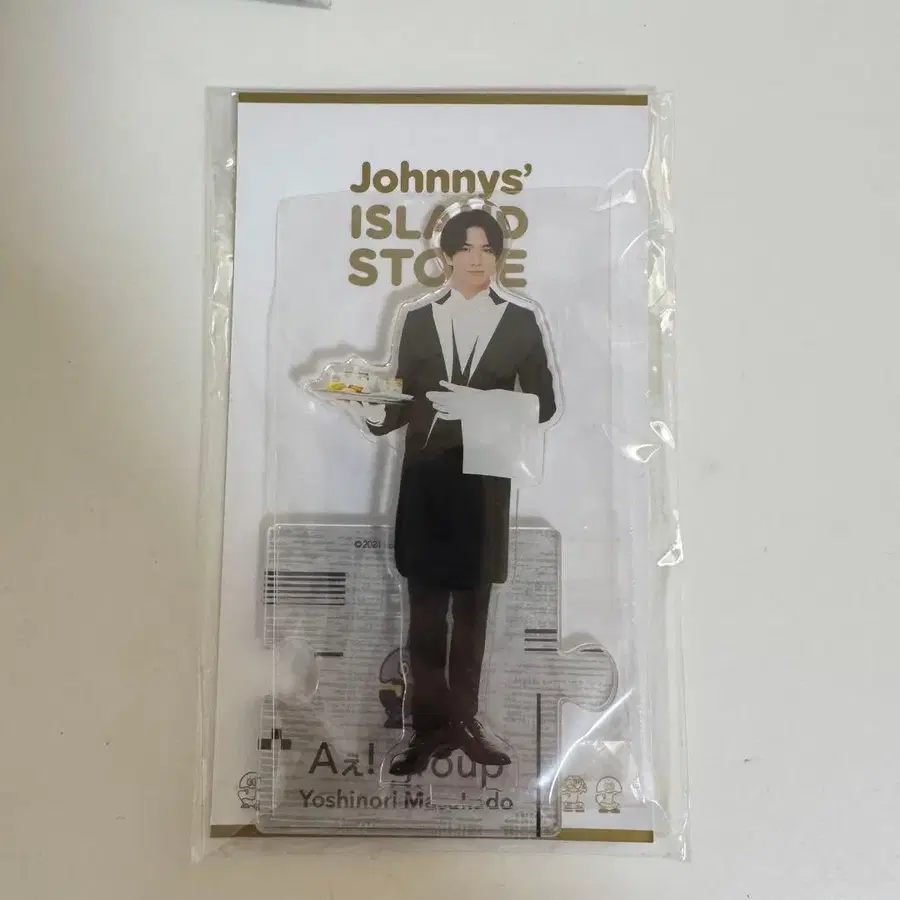 Johnnys’
ISLAND
STORE
©2021
Aぇ! group
Yoshinori Masakado